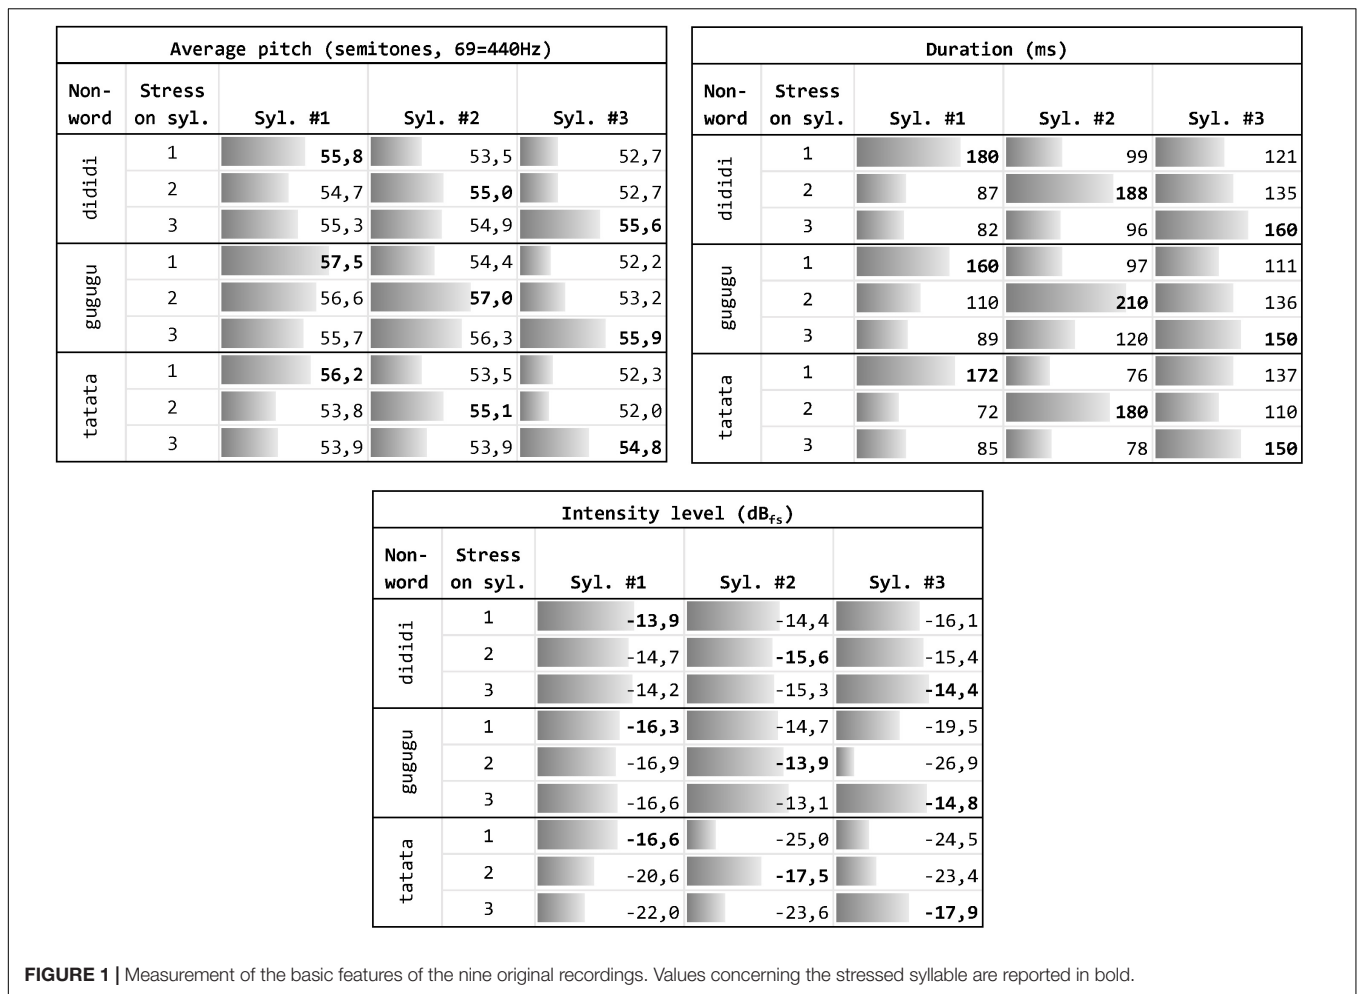 Average pitch (semitones, 69=440Hz)
Non-word Stress on syl. Syl. #1 Syl. #2 Syl. #3
dididi
1 55,8 53,5 52,7
2 54,7 55,0 52,7
3 55,3 54,9 55,6
gugugu
1 57,5 54,4 52,2
2 56,6 57,0 53,2
3 55,7 56,3 55,9
tatata
1 56,2 53,5 52,3
2 53,8 55,1 52,0
3 53,9 53,9 54,8
Duration (ms)
Non-word Stress on syl. Syl. #1 Syl. #2 Syl. #3
dididi
1 180 99 121
2 87 188 135
3 82 96 160
gugugu
1 160 97 111
2 110 210 136
3 89 120 150
tatata
1 172 76 137
2 72 180 110
3 85 78 150
Intensity level (dBfs)
Non-word Stress on syl. Syl. #1 Syl. #2 Syl. #3
dididi
1 -13,9 -14,4 -16,1
2 -14,7 -15,6 -15,4
3 -14,2 -15,3 -14,4
gugugu
1 -16,3 -14,7 -19,5
2 -16,9 -13,9 -26,9
3 -16,6 -13,1 -14,8
tatata
1 -16,6 -25,0 -24,5
2 -20,6 -17,5 -23,4
3 -22,0 -23,6 -17,9
FIGURE 1 | Measurement of the basic features of the nine original recordings. Values concerning the stressed syllable are reported in bold.